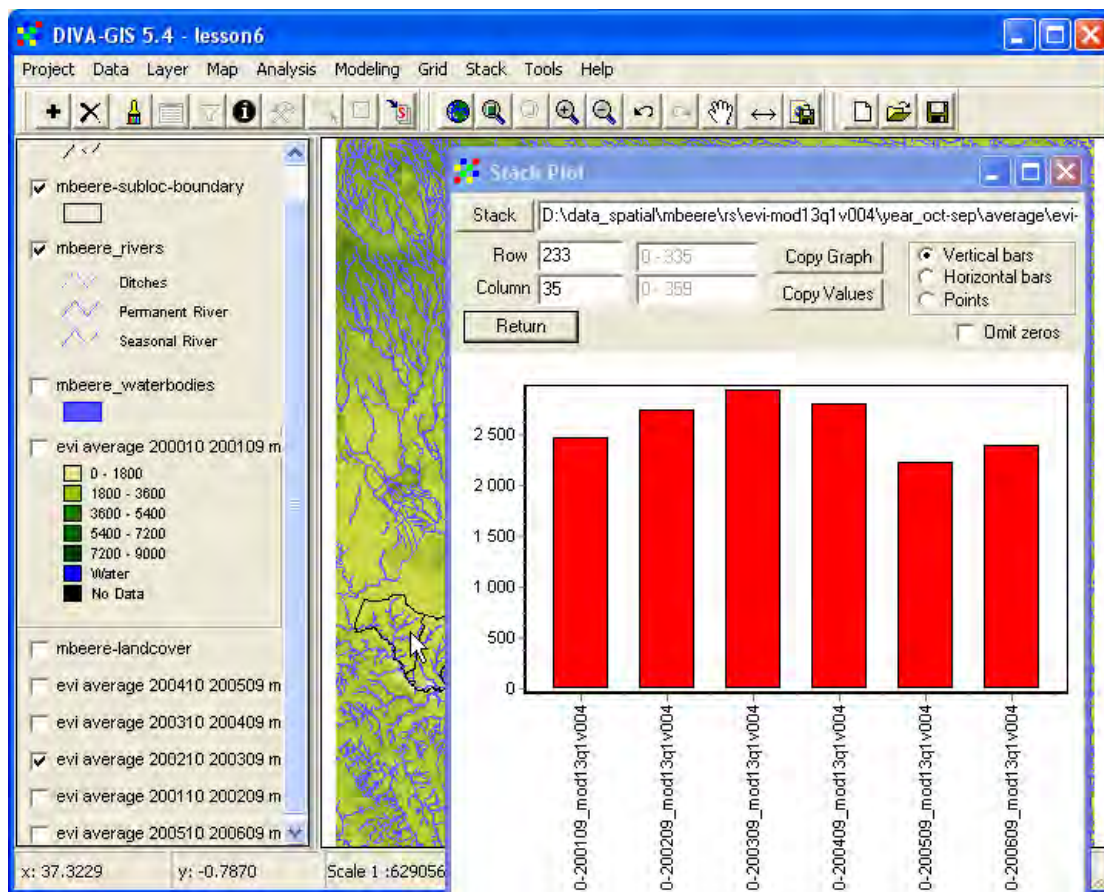 DIVA-GIS 5.4 - lesson6
Project Data Layer Map Analysis Modeling Grid Stack Tools Help
mbeere-subloc-boundary
mbeere_rivers
Ditches
Permanent River
Seasonal River
mbeere_waterbodies
evi average 200010 200109 m
0 - 1800
1800 - 3600
3600 - 5400
5400 - 7200
7200 - 9000
Water
No Data
mbeere-landcover
evi average 200410 200509 m
evi average 200310 200409 m
evi average 200210 200309 m
evi average 200110 200209 m
evi average 200510 200609 m
Stack Plot
Stack D:\data_spatial\mbeere\rs\evi-mod13q1v004\year_oct-sep\average\evi-
Row 233 0 - 335 Copy Graph
Column 35 0 - 359 Copy Values
Vertical bars
Horizontal bars
Points
Return
Omit zeros
2 500
2 000
1 500
1 000
500
0
0-200109_mod13q1v004
0-200209_mod13q1v004
0-200309_mod13q1v004
0-200409_mod13q1v004
0-200509_mod13q1v004
0-200609_mod13q1v004
x: 37.3229 y: -0.7870 Scale 1 :629056